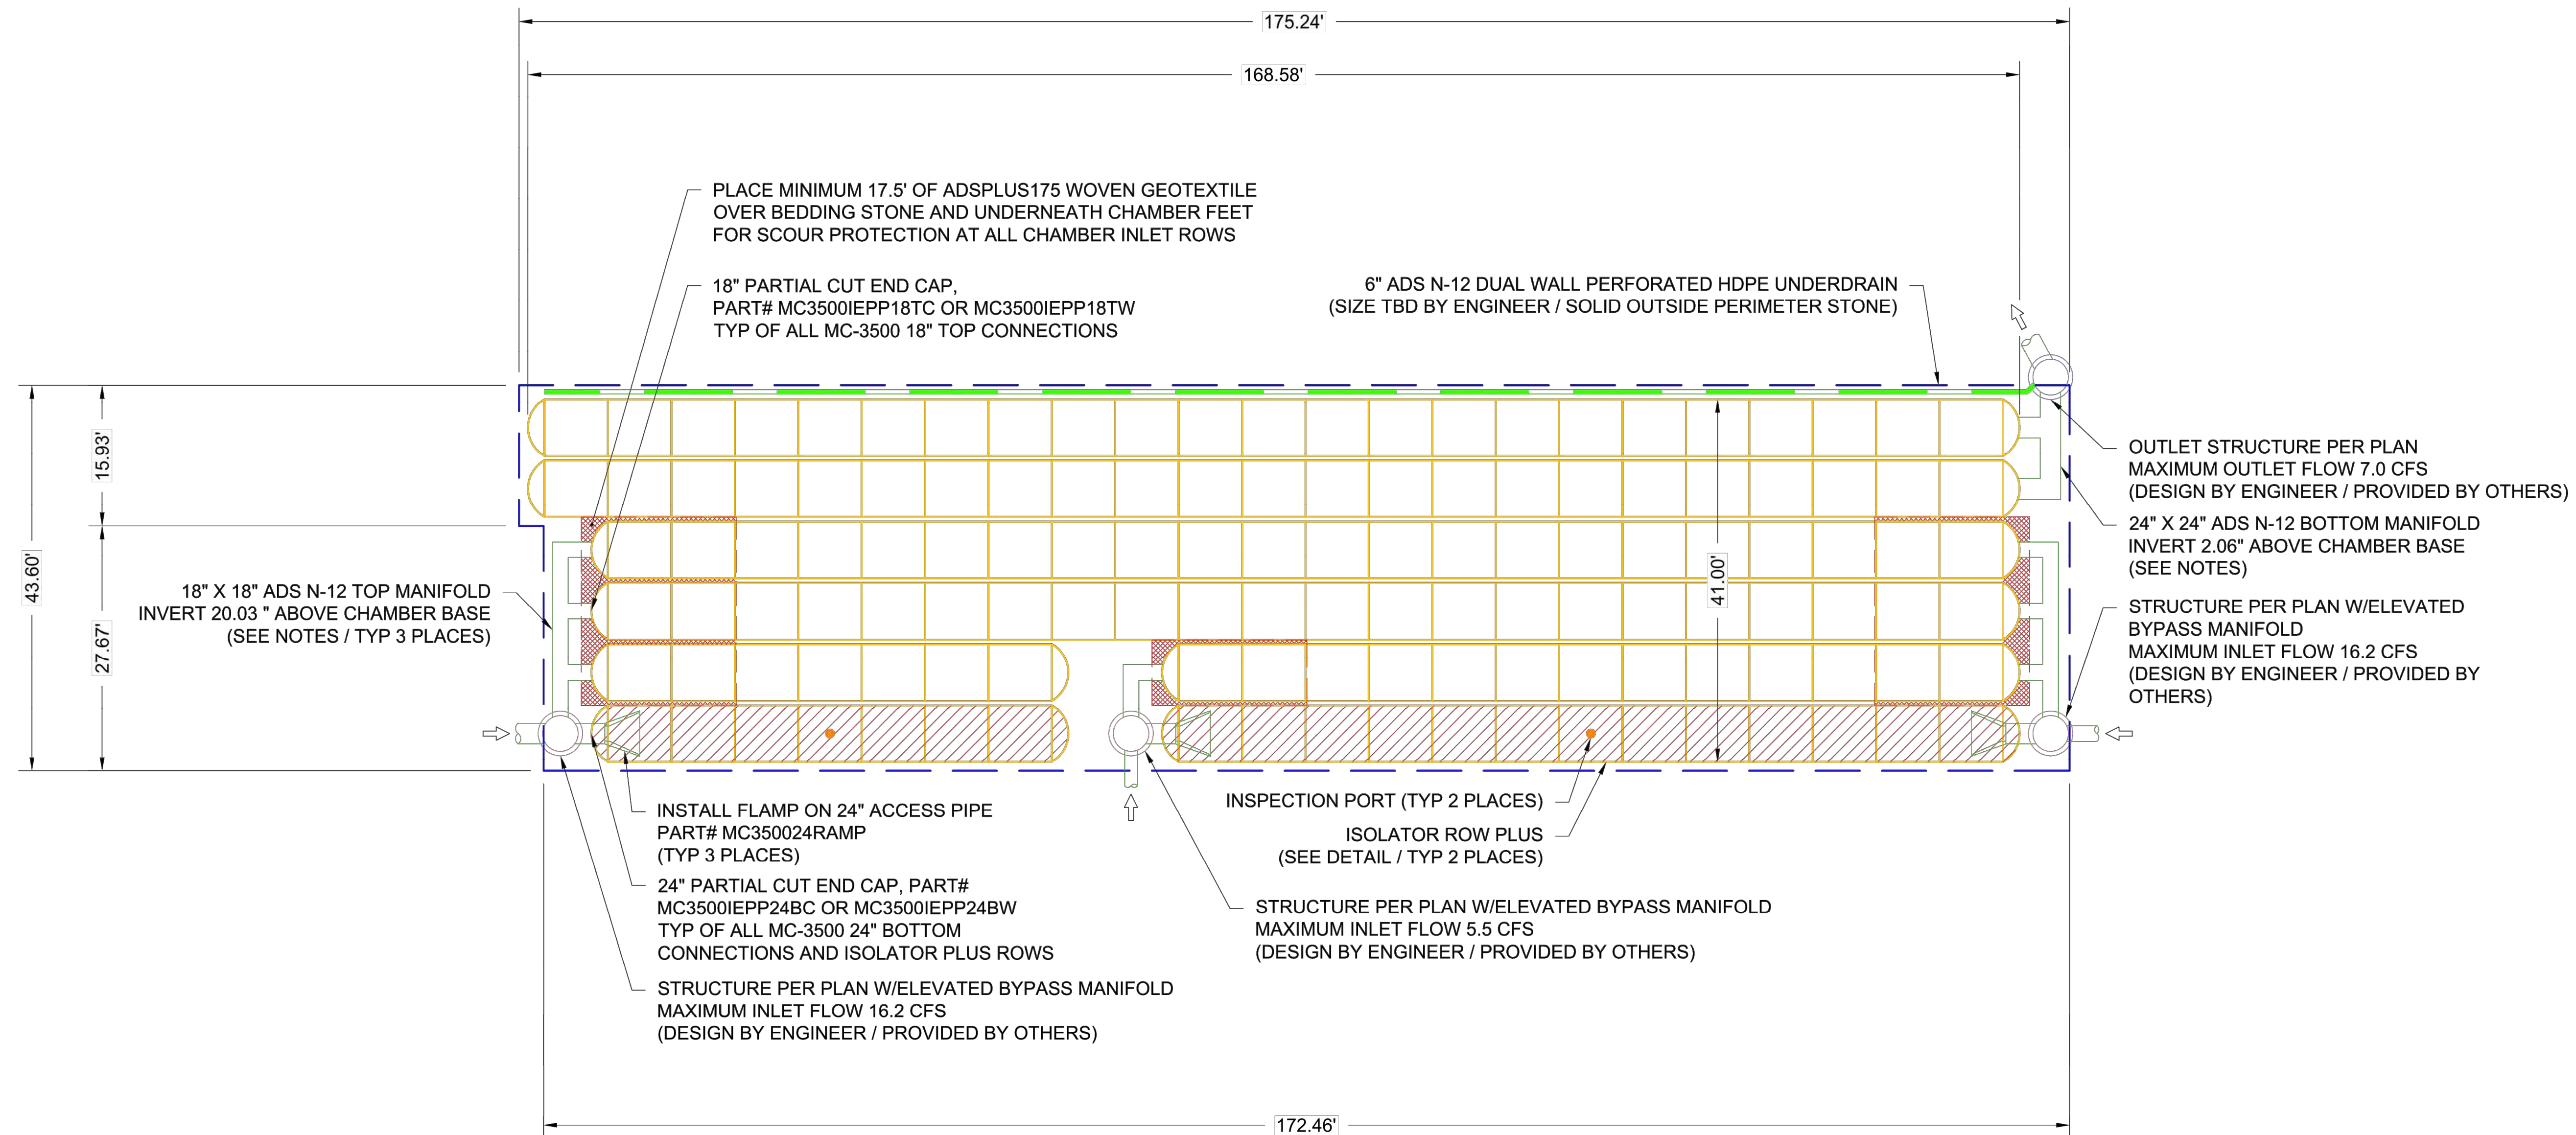 175.24'
168.58'
PLACE MINIMUM 17.5' OF ADSPLUS175 WOVEN GEOTEXTILE
OVER BEDDING STONE AND UNDERNEATH CHAMBER FEET
FOR SCOUR PROTECTION AT ALL CHAMBER INLET ROWS
18" PARTIAL CUT END CAP,
PART# MC3500IEPP18TC OR MC3500IEPP18TW
TYP OF ALL MC-3500 18" TOP CONNECTIONS
6" ADS N-12 DUAL WALL PERFORATED HDPE UNDERDRAIN
(SIZE TBD BY ENGINEER / SOLID OUTSIDE PERIMETER STONE)
43.60'
15.93'
27.67'
41.00'
18" X 18" ADS N-12 TOP MANIFOLD
INVERT 20.03 " ABOVE CHAMBER BASE
(SEE NOTES / TYP 3 PLACES)
OUTLET STRUCTURE PER PLAN
MAXIMUM OUTLET FLOW 7.0 CFS
(DESIGN BY ENGINEER / PROVIDED BY OTHERS)
24" X 24" ADS N-12 BOTTOM MANIFOLD
INVERT 2.06" ABOVE CHAMBER BASE
(SEE NOTES)
STRUCTURE PER PLAN W/ELEVATED
BYPASS MANIFOLD
MAXIMUM INLET FLOW 16.2 CFS
(DESIGN BY ENGINEER / PROVIDED BY
OTHERS)
INSTALL FLAMP ON 24" ACCESS PIPE
PART# MC350024RAMP
(TYP 3 PLACES)
24" PARTIAL CUT END CAP, PART#
MC3500IEPP24BC OR MC3500IEPP24BW
TYP OF ALL MC-3500 24" BOTTOM
CONNECTIONS AND ISOLATOR PLUS ROWS
STRUCTURE PER PLAN W/ELEVATED BYPASS MANIFOLD
MAXIMUM INLET FLOW 16.2 CFS
(DESIGN BY ENGINEER / PROVIDED BY OTHERS)
INSPECTION PORT (TYP 2 PLACES)
ISOLATOR ROW PLUS
(SEE DETAIL / TYP 2 PLACES)
STRUCTURE PER PLAN W/ELEVATED BYPASS MANIFOLD
MAXIMUM INLET FLOW 5.5 CFS
(DESIGN BY ENGINEER / PROVIDED BY OTHERS)
172.46'